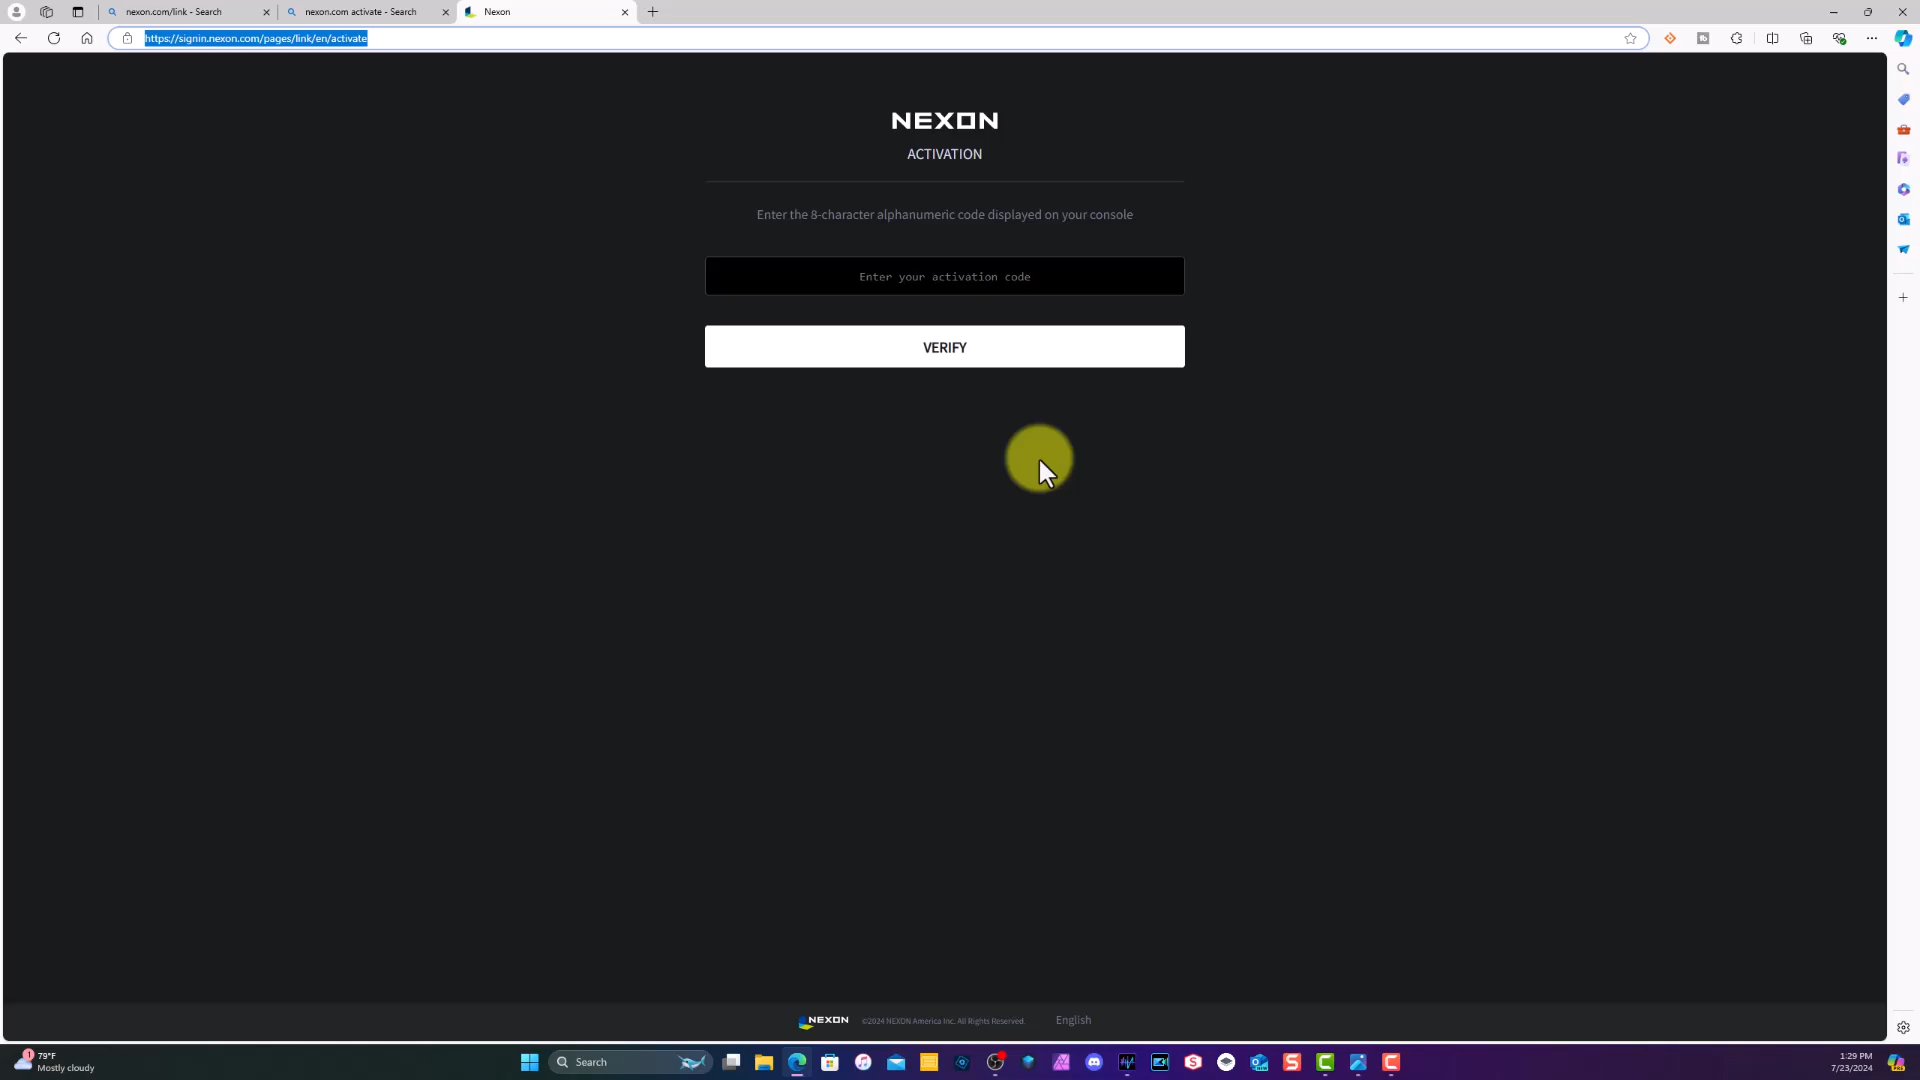 nexon.com/link - Search
nexon.com activate - Search
Nexon
https://signin.nexon.com/pages/link/en/activate
NEXON
ACTIVATION
Enter the 8-character alphanumeric code displayed on your console
Enter your activation code
VERIFY
NEXON ©2024 NEXON America Inc. All Rights Reserved. English
1
79°F
Mostly cloudy
Search
1:29 PM
7/23/2024